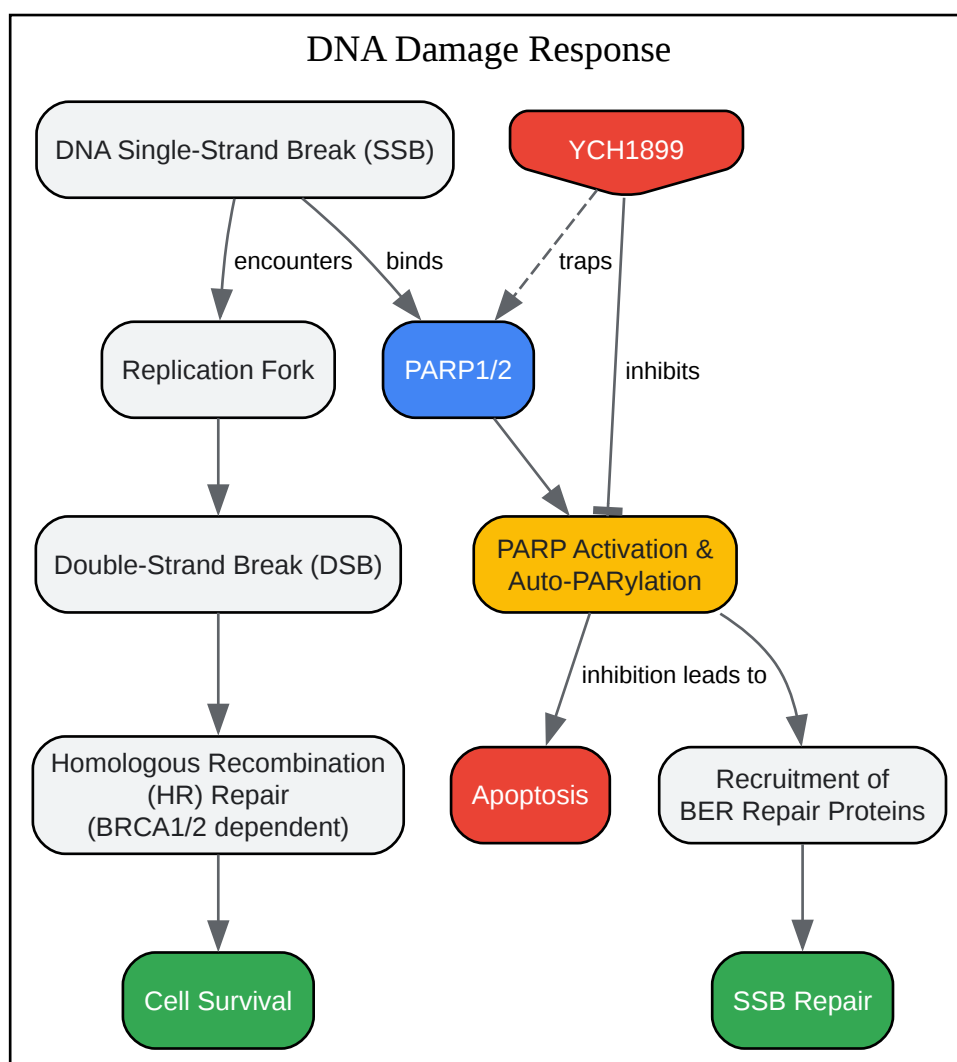 DNA Damage Response
DNA Single-Strand Break (SSB)
YCH1899
encounters
binds
traps
Replication Fork
PARP1/2
inhibits
Double-Strand Break (DSB)
PARP Activation &
Auto-PARylation
inhibition leads to
Homologous Recombination
(HR) Repair
(BRCA1/2 dependent)
Apoptosis
Recruitment of
BER Repair Proteins
Cell Survival
SSB Repair